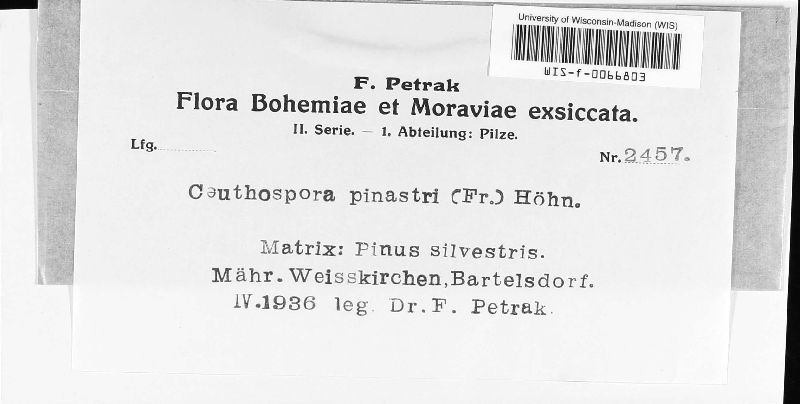 University of Wisconsin-Madison (WIS)
WIS-f-0066803
F. Petrak
Flora Bohemiae et Moraviae exsiccata.
II. Serie. — 1. Abteilung: Pilze.
Lfg.
Nr. 2457.
Ceuthospora pinastri (Fr.) Höhn.
Matrix: Pinus silvestris.
Mähr. Weisskirchen, Bartelsdorf.
IV.1936 leg. Dr. F. Petrak.